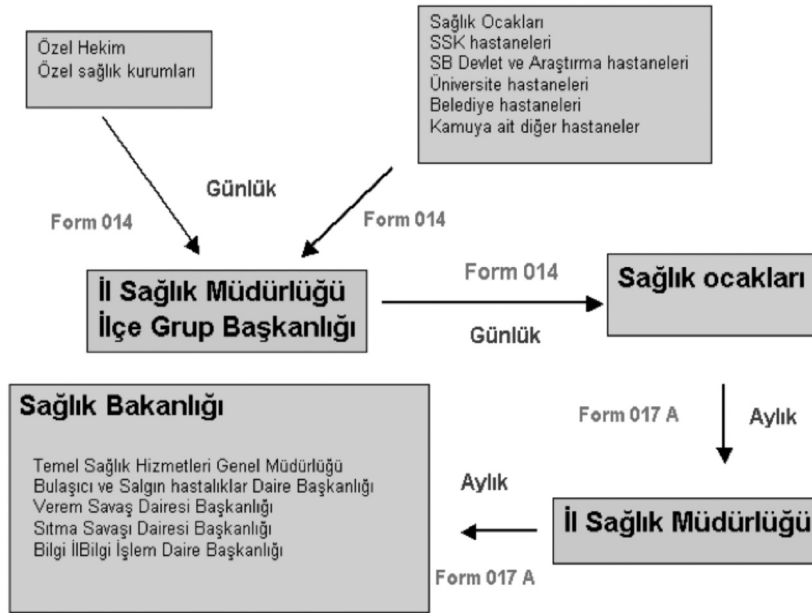 Özel Hekim
Özel sağlık kurumları
Sağlık Ocakları
SSK hastaneleri
SB Devlet ve Araştırma hastaneleri
Üniversite hastaneleri
Belediye hastaneleri
Kamuya ait diğer hastaneler
Günlük
Form 014
Form 014
İl Sağlık Müdürlüğü
İlçe Grup Başkanlığı
Form 014
Günlük
Sağlık ocakları
Form 017 A
Aylık
İl Sağlık Müdürlüğü
Aylık
Form 017 A
Sağlık Bakanlığı
Temel Sağlık Hizmetleri Genel Müdürlüğü
Bulaşıcı ve Salgın hastalıklar Daire Başkanlığı
Verem Savaş Dairesi Başkanlığı
Sıtma Savaşı Dairesi Başkanlığı
Bilgi İlBilgi İşlem Daire Başkanlığı